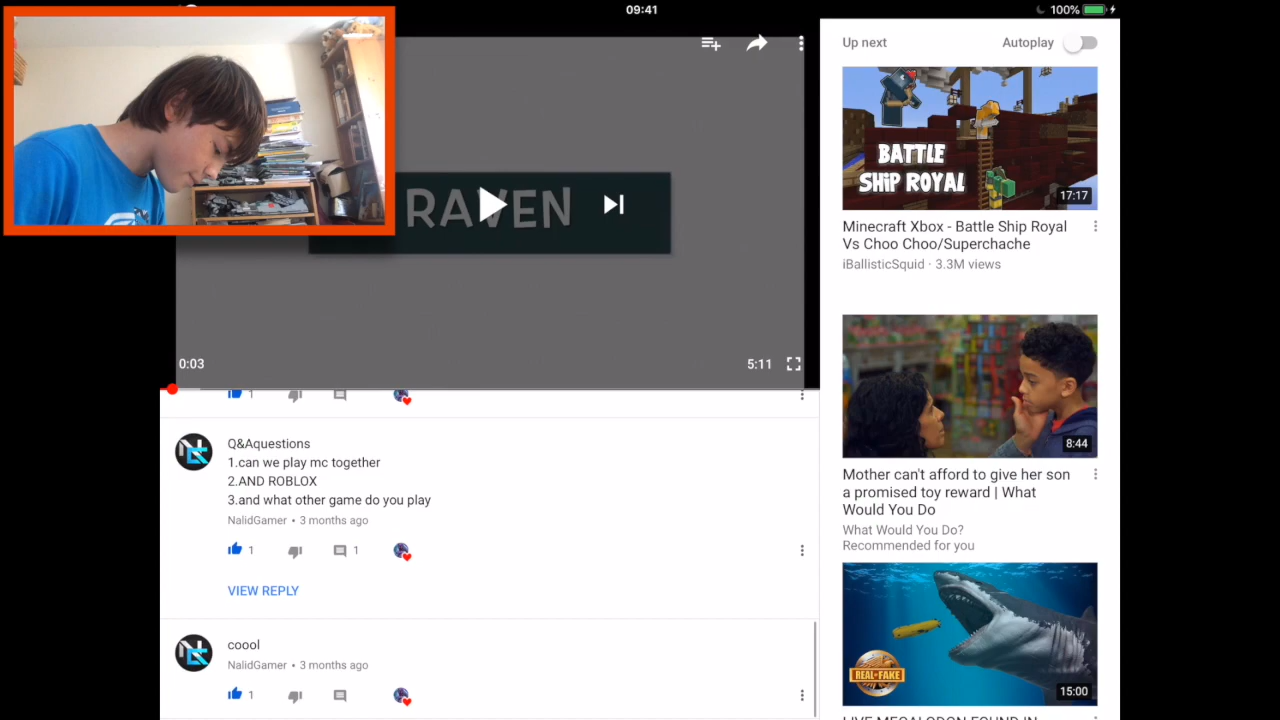 09:41
100%
RAVEN
0:03
5:11
1
Q&Aquestions
1.can we play mc together
2.AND ROBLOX
3.and what other game do you play
NalidGamer • 3 months ago
1
1
VIEW REPLY
coool
NalidGamer • 3 months ago
1
Up next
Autoplay
BATTLE
SHIP ROYAL
17:17
Minecraft Xbox - Battle Ship Royal
Vs Choo Choo/Superchache
iBallisticSquid · 3.3M views
8:44
Mother can't afford to give her son
a promised toy reward | What
Would You Do
What Would You Do?
Recommended for you
REAL or FAKE
15:00
LIVE MEGALODON FOUND IN